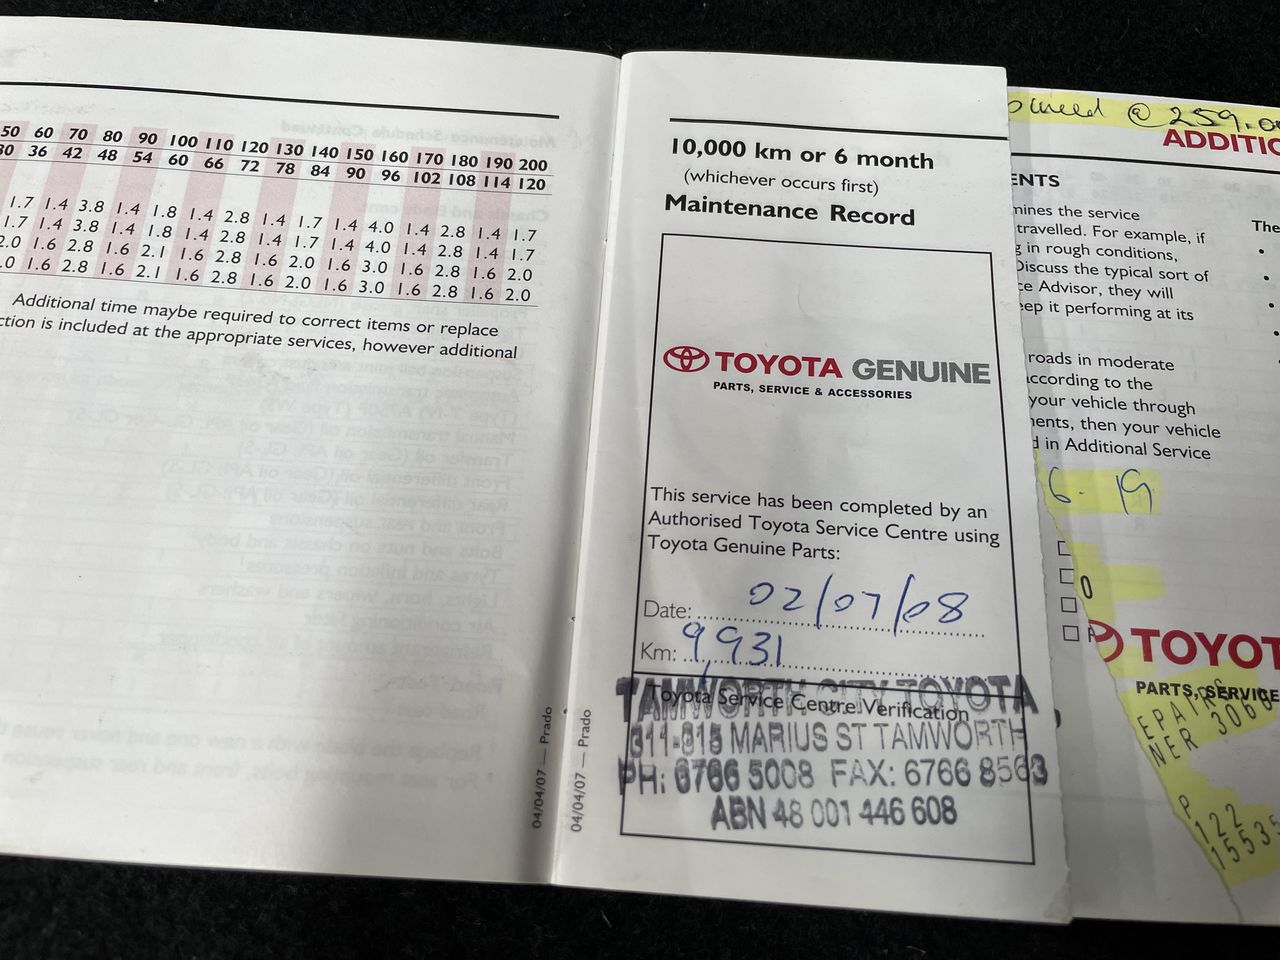 50 60 70 80 90 100 110 120 130 140 150 160 170 180 190 200
30 36 42 48 54 60 66 72 78 84 90 96 102 108 114 120
1.7 1.4 3.8 1.4 1.8 1.4 2.8 1.4 1.7 1.4 4.0 1.4 2.8 1.4 1.7
1.7 1.4 3.8 1.4 1.8 1.4 2.8 1.4 1.7 1.4 4.0 1.4 2.8 1.4 1.7
2.0 1.6 2.8 1.6 2.1 1.6 2.8 1.6 2.0 1.6 3.0 1.6 2.8 1.6 2.0
.0 1.6 2.8 1.6 2.1 1.6 2.8 1.6 2.0 1.6 3.0 1.6 2.8 1.6 2.0
Additional time maybe required to correct items or replace
ction is included at the appropriate services, however additional
04/04/07 — Prado
10,000 km or 6 month
(whichever occurs first)
Maintenance Record
TOYOTA GENUINE
PARTS, SERVICE & ACCESSORIES
This service has been completed by an
Authorised Toyota Service Centre using
Toyota Genuine Parts:
Date: 02/07/08
Km: 9,931
Toyota Service Centre Verification
TAMWORTH CITY TOYOTA
311-315 MARIUS ST TAMWORTH
PH: 6766 5008 FAX: 6766 8563
ABN 48 001 446 608
04/04/07 — Prado
@ 259.0
ADDITIO
ENTS
mines the service
travelled. For example, if
g in rough conditions,
Discuss the typical sort of
ce Advisor, they will
eep it performing at its
roads in moderate
according to the
your vehicle through
ments, then your vehicle
d in Additional Service
The
6. 19
TOYOT
PARTS, SERVICE
EPAIRS
NER 306
P
122
15535